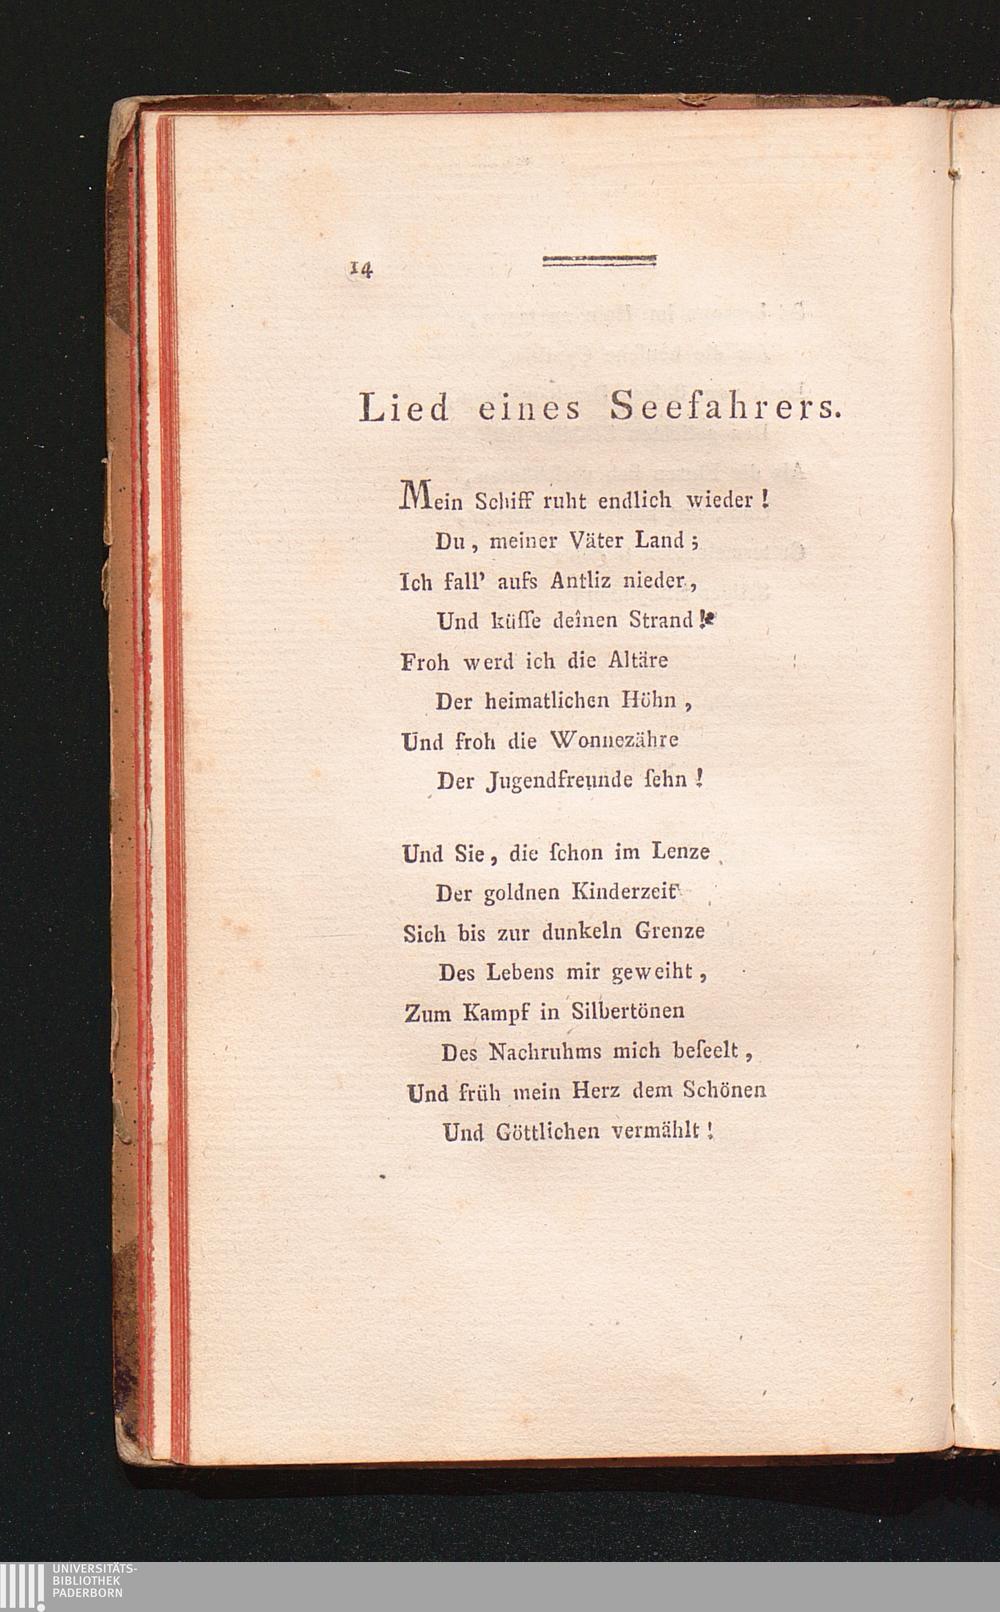 14
Lied eines Seefahrers.
Mein Schiff ruht endlich wieder !
Du , meiner Väter Land ;
Ich fall' aufs Antliz nieder ,
Und küſſe deinen Strand !
Froh werd ich die Altäre
Der heimatlichen Höhn ,
Und froh die Wonnezähre
Der Jugendfreunde ſehn !
Und Sie , die ſchon im Lenze
Der goldnen Kinderzeit
Sich bis zur dunkeln Grenze
Des Lebens mir geweiht ,
Zum Kampf in Silbertönen
Des Nachruhms mich beſeelt ,
Und früh mein Herz dem Schönen
Und Göttlichen vermählt !
UNIVERSITÄTS-
BIBLIOTHEK
PADERBORN